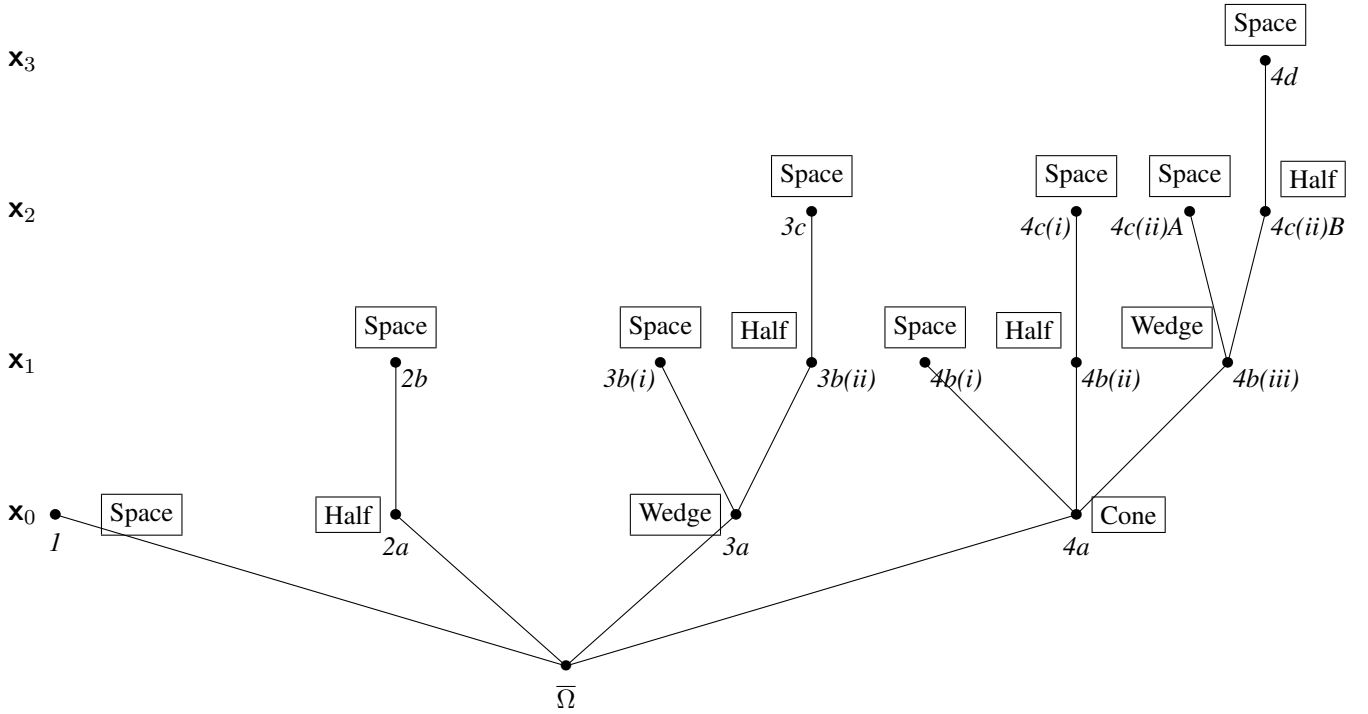 Space
x₃
4d
Space Space Space Half
x₂
3c 4c(i) 4c(ii)A 4c(ii)B
Space Space Half Space Half Wedge
x₁
2b 3b(i) 3b(ii) 4b(i) 4b(ii) 4b(iii)
x₀ Space Half Wedge Cone
1 2a 3a 4a
Ω̅